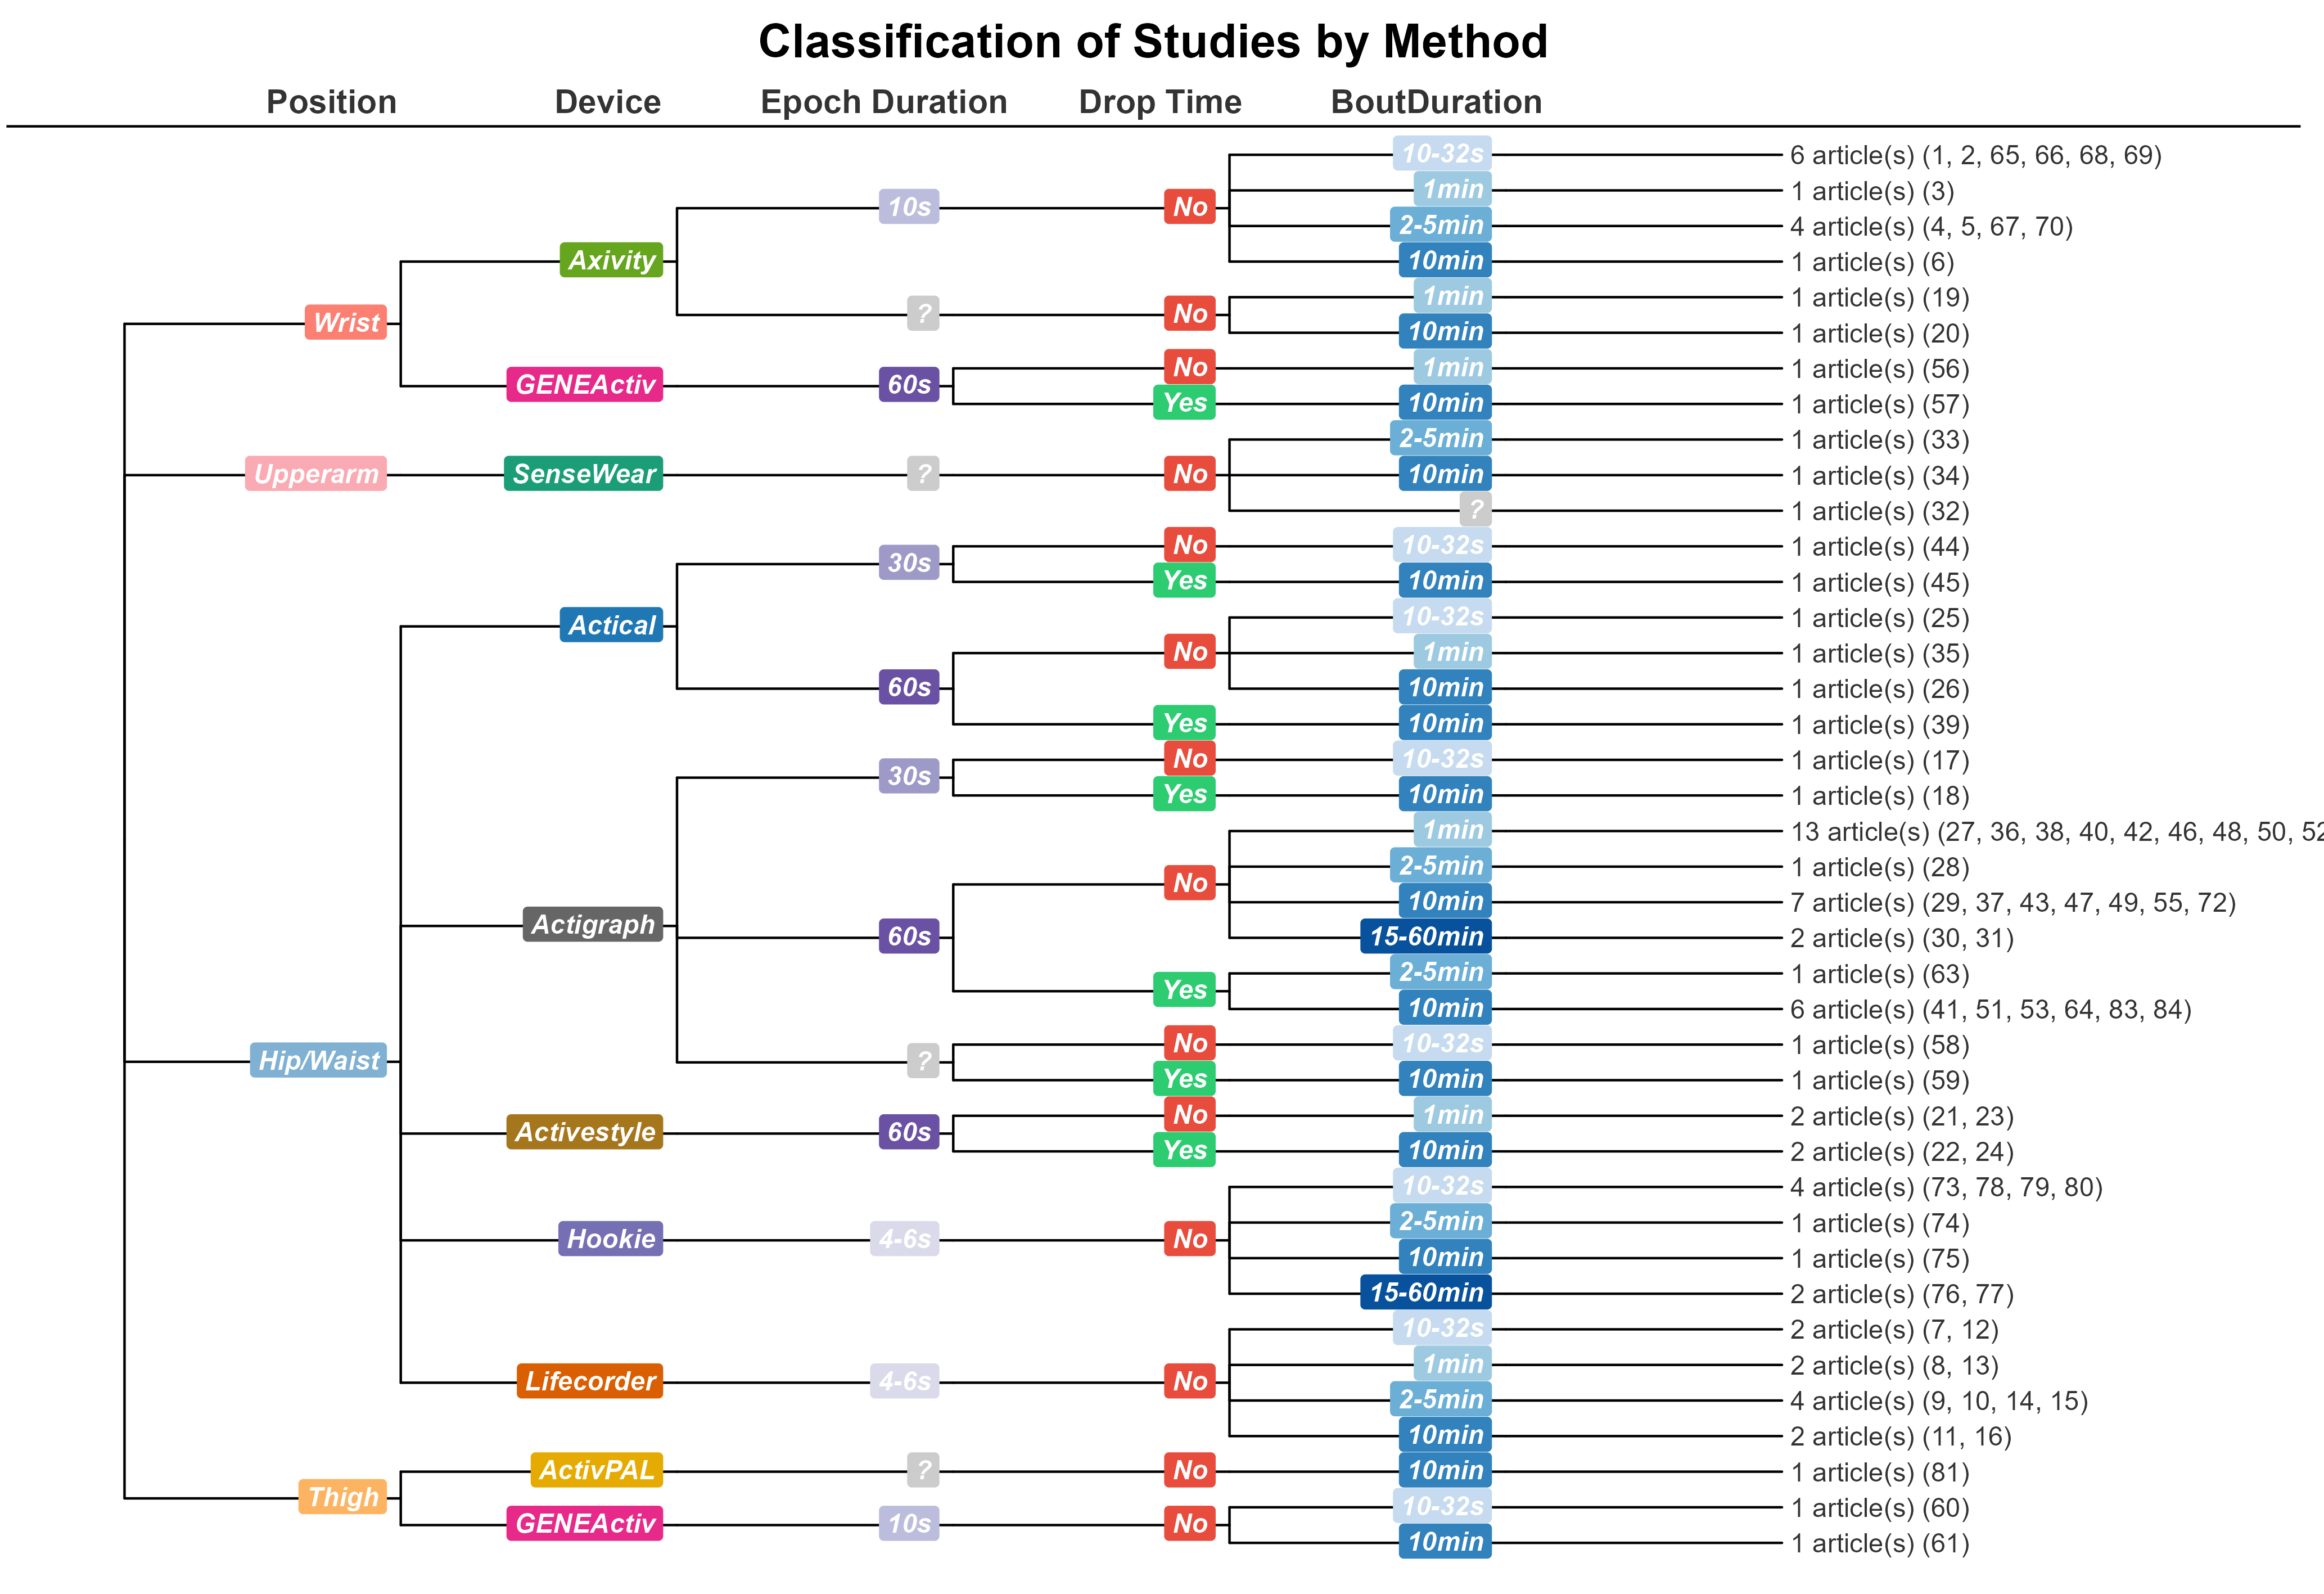 Classification of Studies by Method
Position Device Epoch Duration Drop Time BoutDuration
10-32s 6 article(s) (1, 2, 65, 66, 68, 69)
1min 1 article(s) (3)
10s No
2-5min 4 article(s) (4, 5, 67, 70)
Axivity 10min 1 article(s) (6)
1min 1 article(s) (19)
? No
Wrist 10min 1 article(s) (20)
No 1min 1 article(s) (56)
GENEActiv 60s
Yes 10min 1 article(s) (57)
2-5min 1 article(s) (33)
Upperarm SenseWear ? No 10min 1 article(s) (34)
? 1 article(s) (32)
No 10-32s 1 article(s) (44)
30s
Yes 10min 1 article(s) (45)
10-32s 1 article(s) (25)
Actical
No 1min 1 article(s) (35)
60s 10min 1 article(s) (26)
Yes 10min 1 article(s) (39)
No 10-32s 1 article(s) (17)
30s
Yes 10min 1 article(s) (18)
1min 13 article(s) (27, 36, 38, 40, 42, 46, 48, 50, 52
2-5min 1 article(s) (28)
No
10min 7 article(s) (29, 37, 43, 47, 49, 55, 72)
Actigraph
60s 15-60min 2 article(s) (30, 31)
2-5min 1 article(s) (63)
Yes
10min 6 article(s) (41, 51, 53, 64, 83, 84)
No 10-32s 1 article(s) (58)
Hip/Waist ?
Yes 10min 1 article(s) (59)
No 1min 2 article(s) (21, 23)
Activestyle 60s
Yes 10min 2 article(s) (22, 24)
10-32s 4 article(s) (73, 78, 79, 80)
2-5min 1 article(s) (74)
Hookie 4-6s No
10min 1 article(s) (75)
15-60min 2 article(s) (76, 77)
10-32s 2 article(s) (7, 12)
1min 2 article(s) (8, 13)
Lifecorder 4-6s No
2-5min 4 article(s) (9, 10, 14, 15)
10min 2 article(s) (11, 16)
ActivPAL ? No 10min 1 article(s) (81)
Thigh
10-32s 1 article(s) (60)
GENEActiv 10s No
10min 1 article(s) (61)